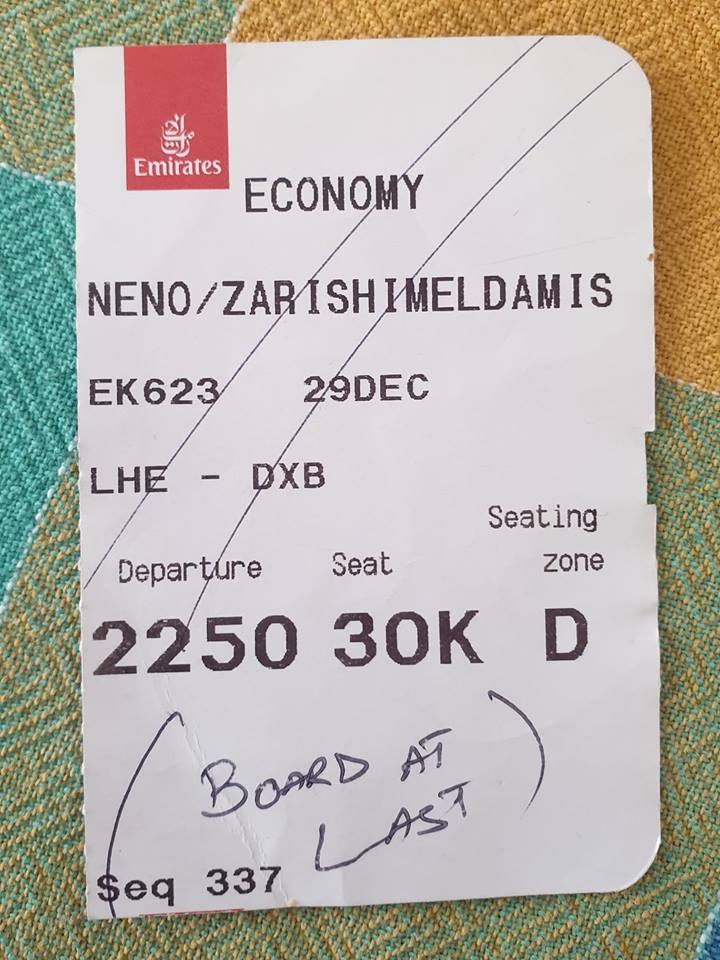 Emirates
ECONOMY
NENO/ZARISHIMELDAMIS
EK623 29DEC
LHE - DXB
Seating
Departure Seat zone
2250 30K D
(BOARD AT
LAST)
Seq 337